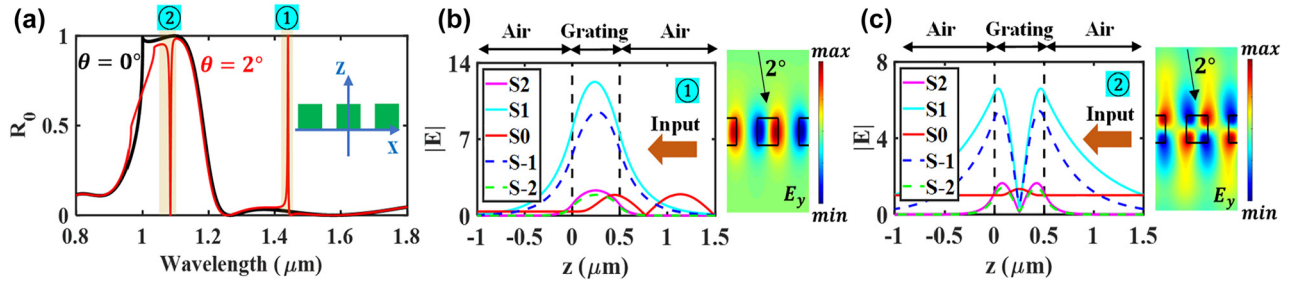 (a)
②
①
1
0.5
0
R₀
θ = 0°
θ = 2°
z
x
0.8
1
1.2
1.4
1.6
1.8
Wavelength (μm)
(b)
Air
Grating
Air
14
7
0
|E|
S2
S1
S0
S-1
S-2
①
Input
-1
-0.5
0
0.5
1
1.5
z (μm)
2°
E_y
max
min
(c)
Air
Grating
Air
8
4
0
|E|
S2
S1
S0
S-1
S-2
②
Input
-1
-0.5
0
0.5
1
1.5
z (μm)
2°
E_y
max
min